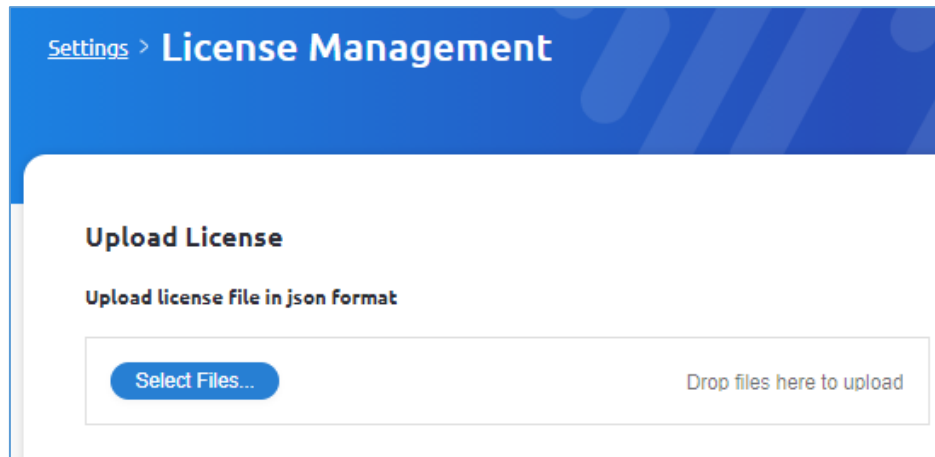 Settings > License Management
Upload License
Upload license file in json format
Select Files... Drop files here to upload